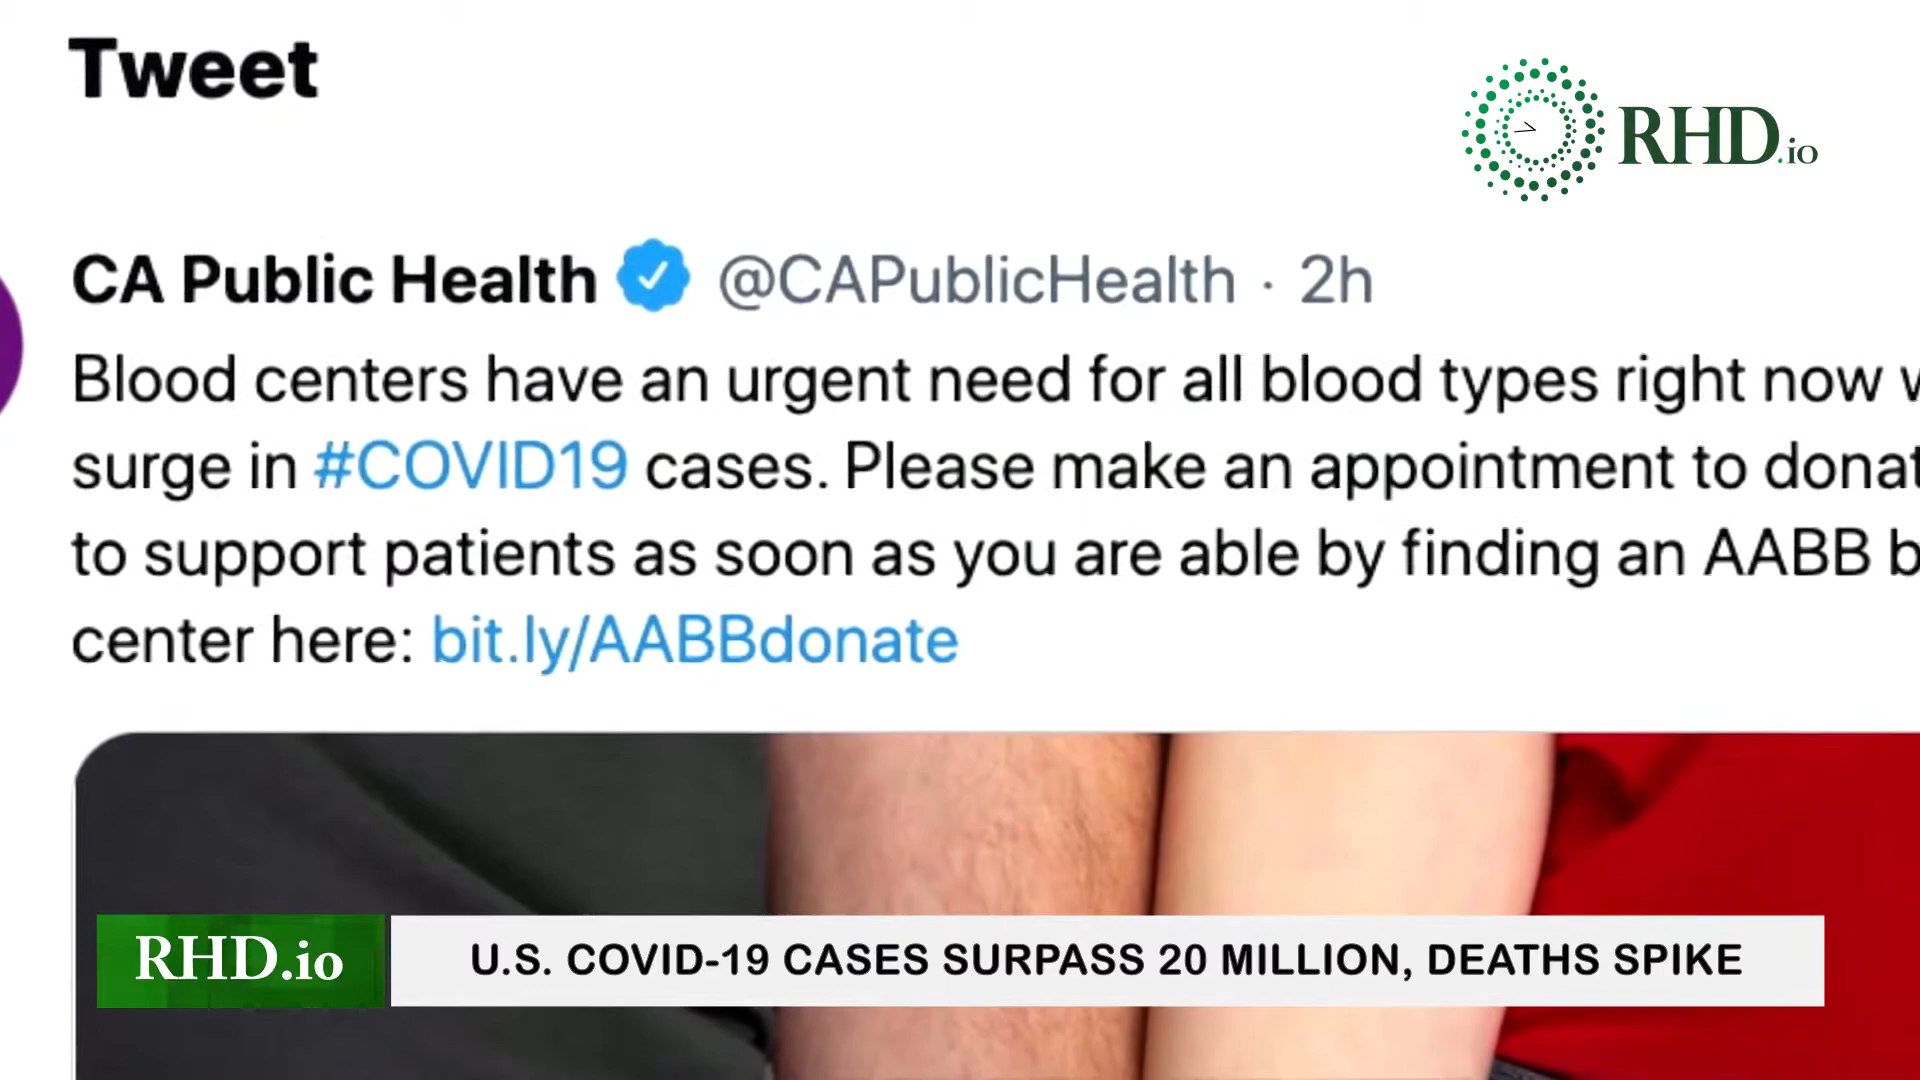 Tweet
RHD.io
CA Public Health @CAPublicHealth · 2h
Blood centers have an urgent need for all blood types right now
surge in #COVID19 cases. Please make an appointment to
to support patients as soon as you are able by finding an AABB
center here: bit.ly/AABBdonate
RHD.io
U.S. COVID-19 CASES SURPASS 20 MILLION, DEATHS SPIKE